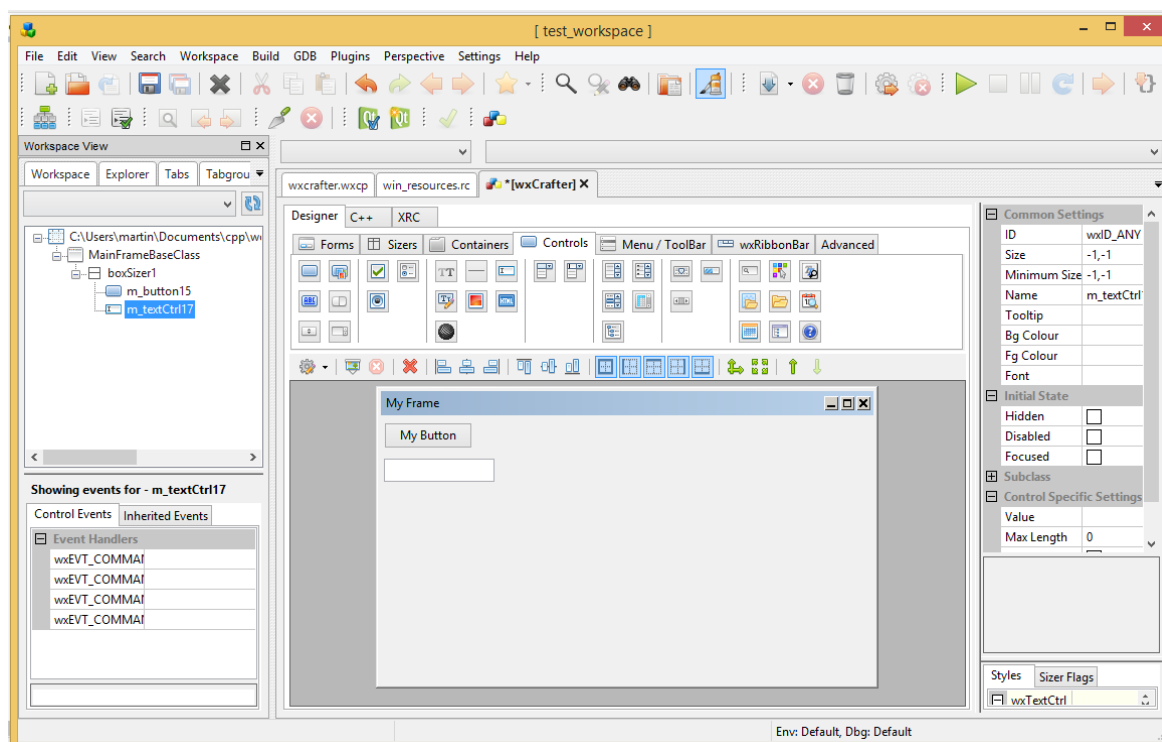 [ test_workspace ]
File Edit View Search Workspace Build GDB Plugins Perspective Settings Help
Workspace View
Workspace Explorer Tabs Tabgrou
wxcrafter.wxcp win_resources.rc *[wxCrafter]
Designer C++ XRC
Forms Sizers Containers Controls Menu / ToolBar wxRibbonBar Advanced
C:\Users\martin\Documents\cpp\w
MainFrameBaseClass
boxSizer1
m_button15
m_textCtrl17
My Frame
My Button
Showing events for - m_textCtrl17
Control Events Inherited Events
Event Handlers
wxEVT_COMMAN
wxEVT_COMMAN
wxEVT_COMMAN
wxEVT_COMMAN
Common Settings
ID wxID_ANY
Size -1,-1
Minimum Size -1,-1
Name m_textCtrl
Tooltip
Bg Colour
Fg Colour
Font
Initial State
Hidden
Disabled
Focused
Subclass
Control Specific Settings
Value
Max Length 0
Styles Sizer Flags
wxTextCtrl
Env: Default, Dbg: Default